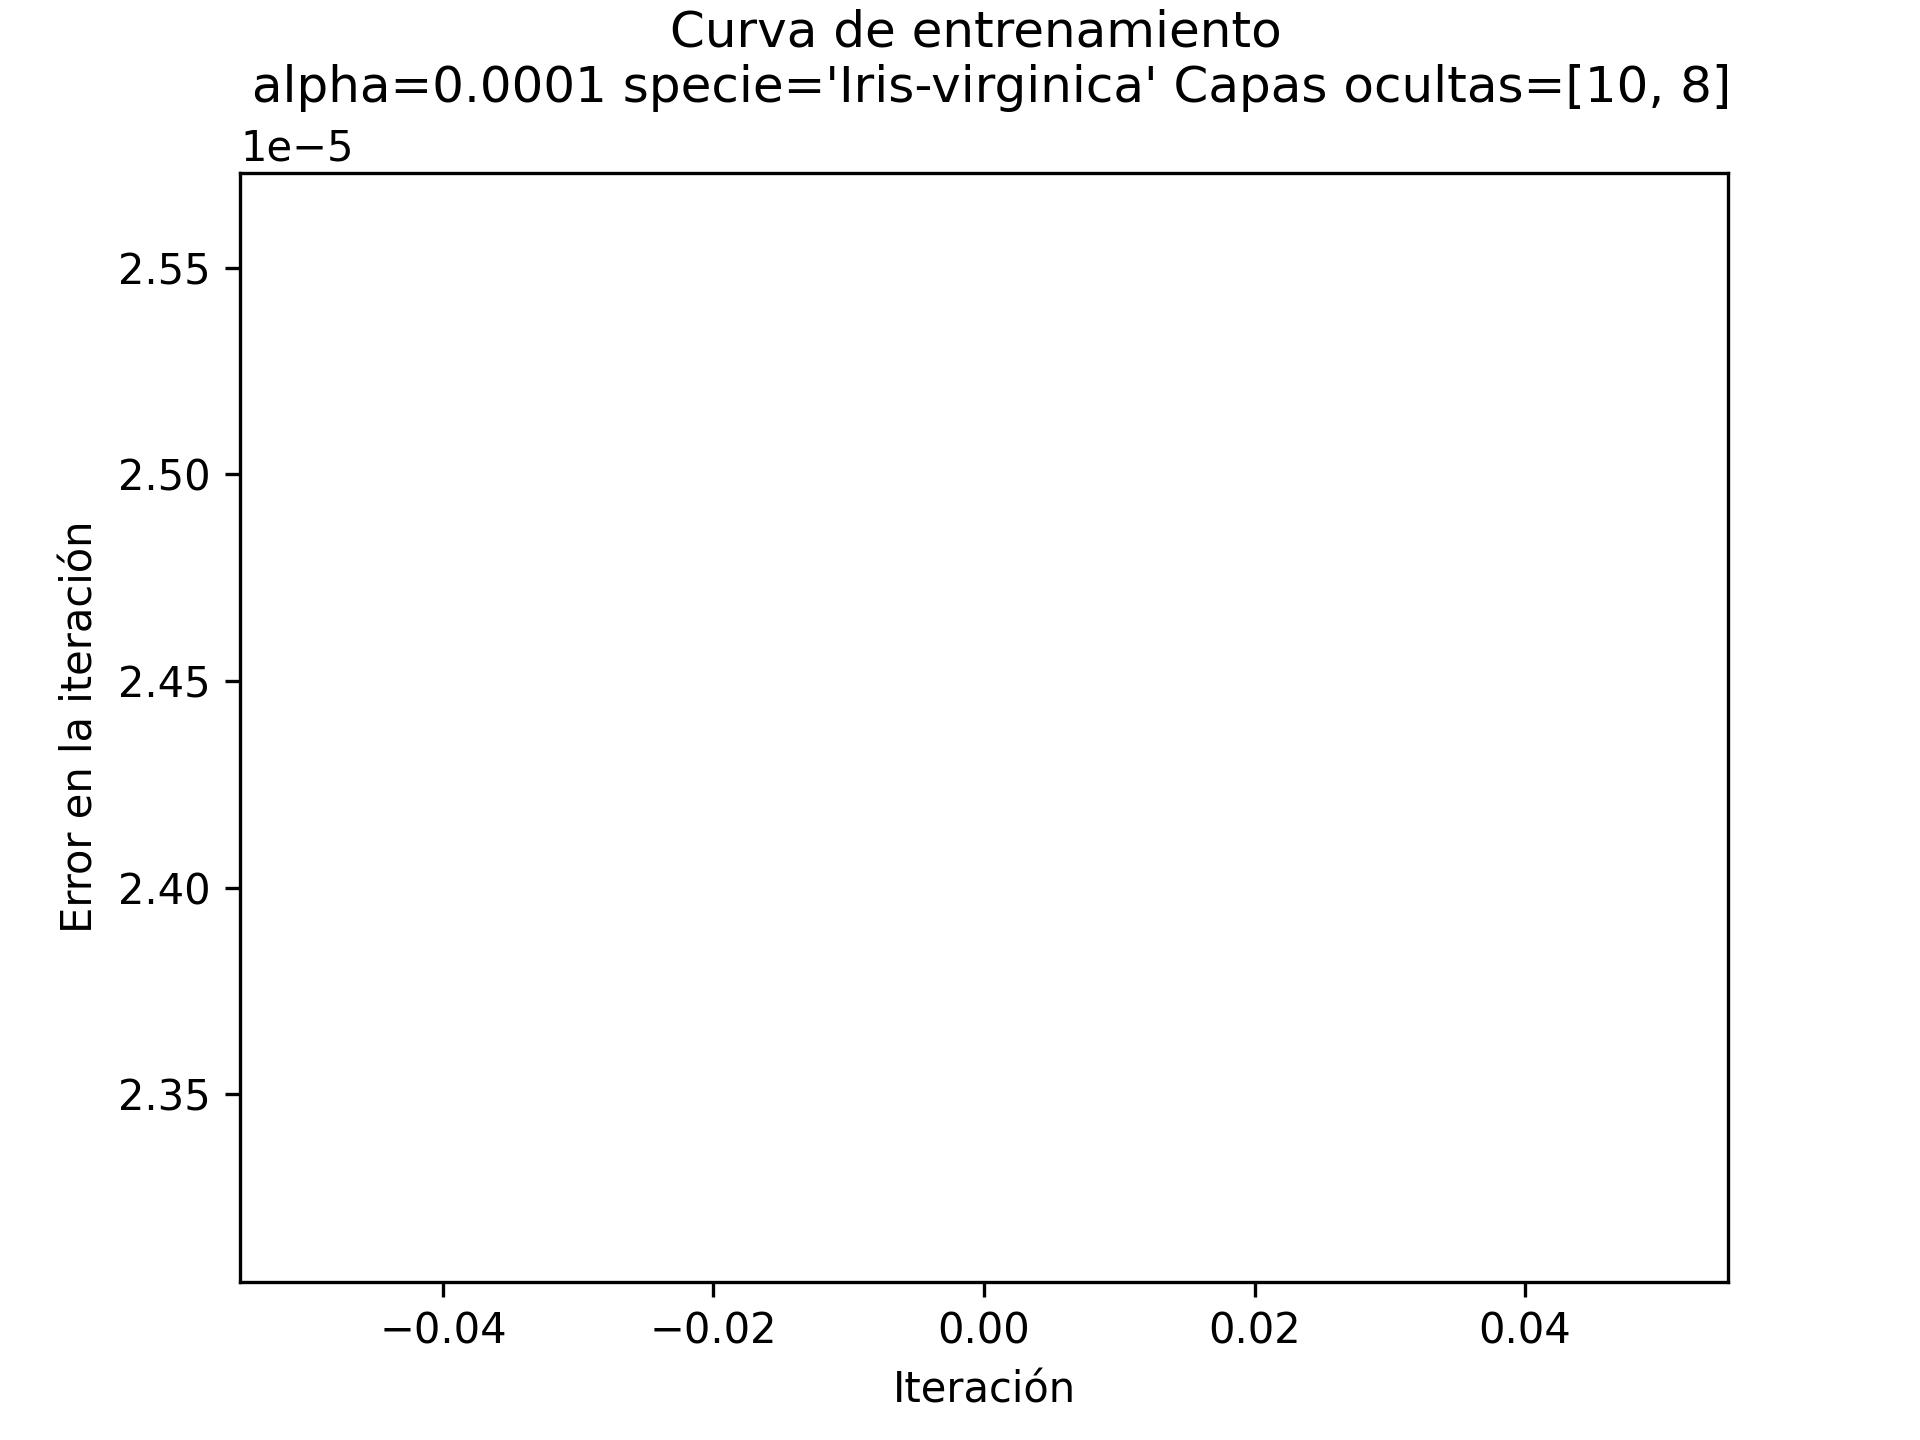 Curva de entrenamiento
alpha=0.0001 specie='Iris-virginica' Capas ocultas=[10, 8]
1e−5
2.55
2.50
2.45
2.40
2.35
Error en la iteración
−0.04
−0.02
0.00
0.02
0.04
Iteración